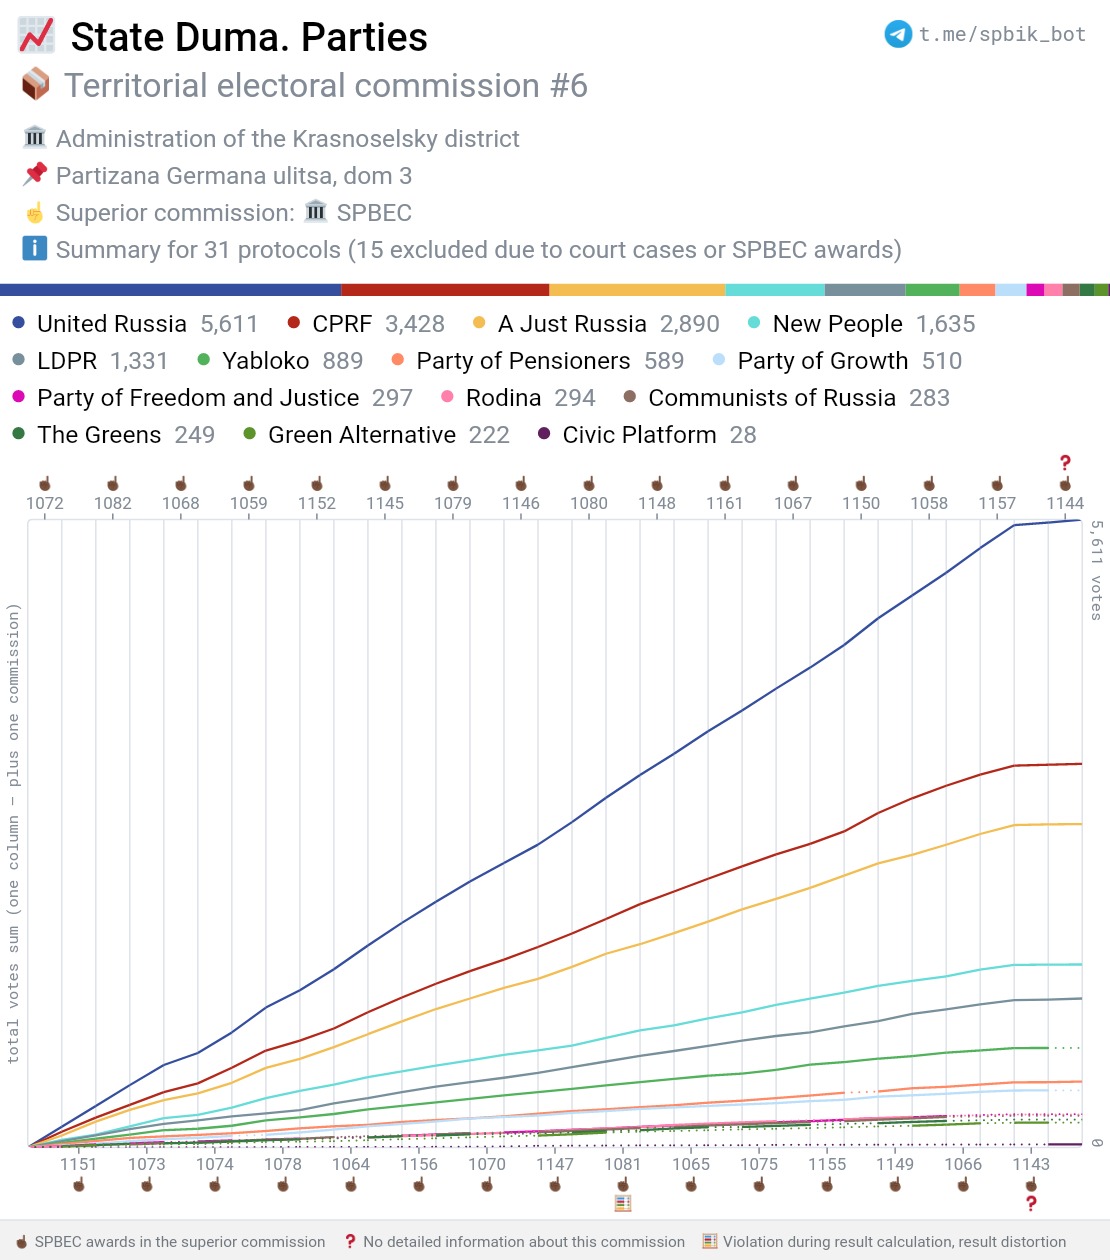 State Duma. Parties
t.me/spbik_bot
Territorial electoral commission #6
Administration of the Krasnoselsky district
Partizana Germana ulitsa, dom 3
Superior commission: SPBEC
Summary for 31 protocols (15 excluded due to court cases or SPBEC awards)
United Russia 5,611 CPRF 3,428 A Just Russia 2,890 New People 1,635
LDPR 1,331 Yabloko 889 Party of Pensioners 589 Party of Growth 510
Party of Freedom and Justice 297 Rodina 294 Communists of Russia 283
The Greens 249 Green Alternative 222 Civic Platform 28
1072 1082 1068 1059 1152 1145 1079 1146 1080 1148 1161 1067 1150 1058 1157 1144
5,611 votes
total votes sum (one column – plus one commission)
0
1151 1073 1074 1078 1064 1156 1070 1147 1081 1065 1075 1155 1149 1066 1143
SPBEC awards in the superior commission ❓ No detailed information about this commission Violation during result calculation, result distortion